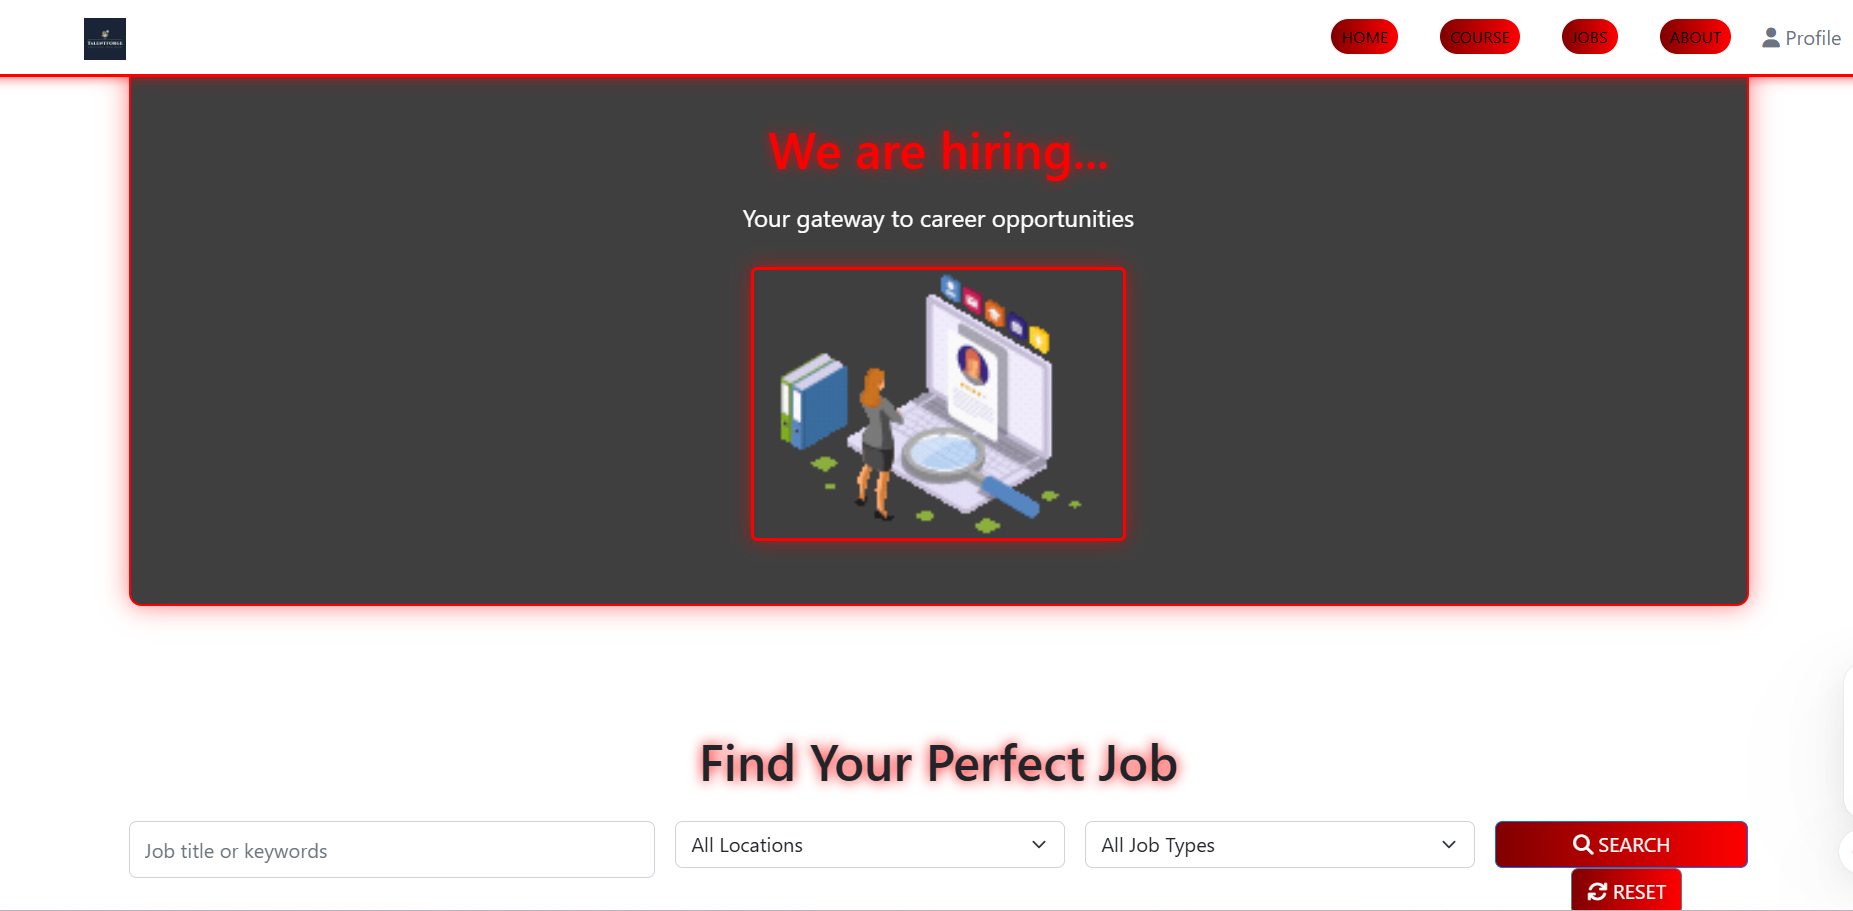 TALENTFORGE
HOME
COURSE
JOBS
ABOUT
Profile
We are hiring...
Your gateway to career opportunities
Find Your Perfect Job
Job title or keywords
All Locations
All Job Types
SEARCH
RESET